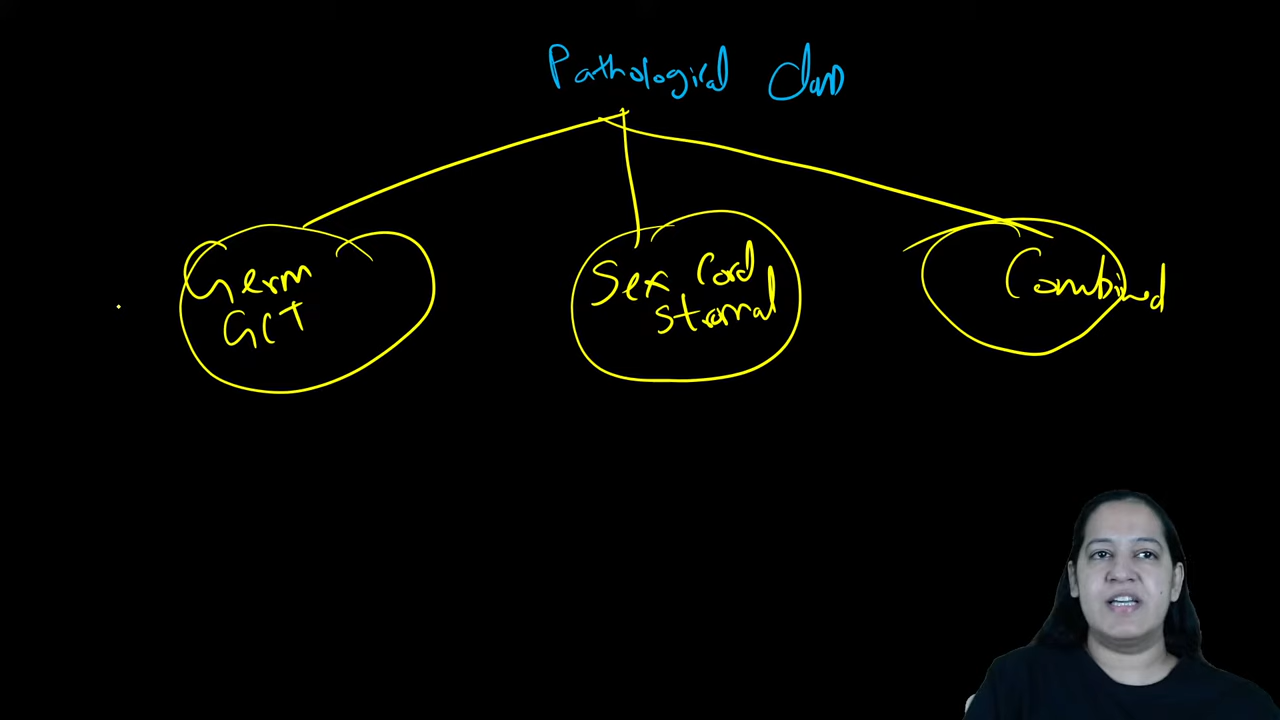 Pathological class
Germ
GCT
Sex Cord
Stromal
Combined